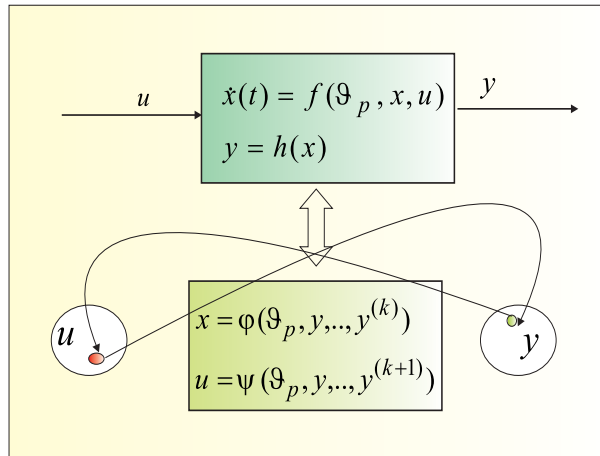 u
ẋ(t) = f(ϑ_p, x, u)
y = h(x)
y
x = φ(ϑ_p, y,.., y^(k))
u = ψ(ϑ_p, y,.., y^(k+1))
u
y